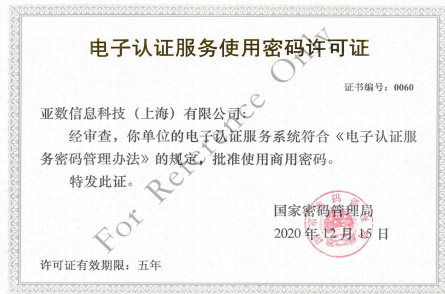 电子认证服务使用密码许可证
证书编号：0060
亚数信息科技（上海）有限公司：
经审查，你单位的电子认证服务系统符合《电子认证服
务密码管理办法》的规定，批准使用商用密码。
特发此证。
For Reference Only
国家密码管理局
2020年12月15日
许可证有效期限：五年